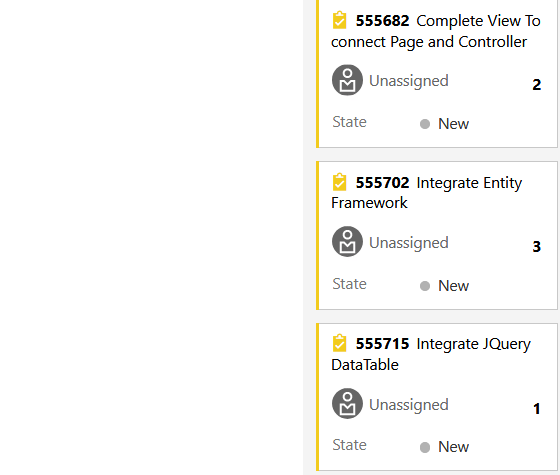 555682 Complete View To
connect Page and Controller
Unassigned
2
State
New
555702 Integrate Entity
Framework
Unassigned
3
State
New
555715 Integrate JQuery
DataTable
Unassigned
1
State
New